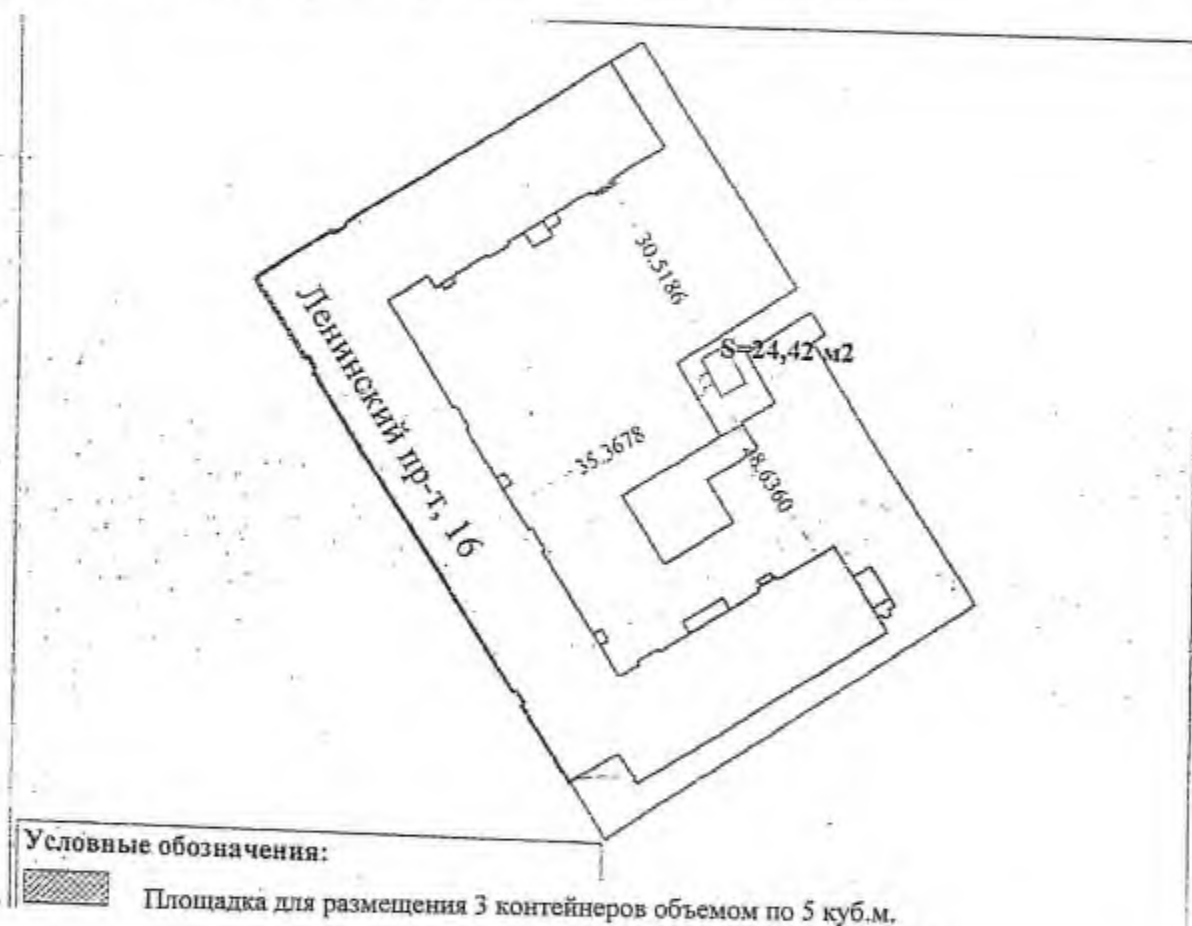 30.5186
S=24,42 м2
Ленинский пр-т, 16
35.3678
28.6360
Условные обозначения:
Площадка для размещения 3 контейнеров объемом по 5 куб.м.